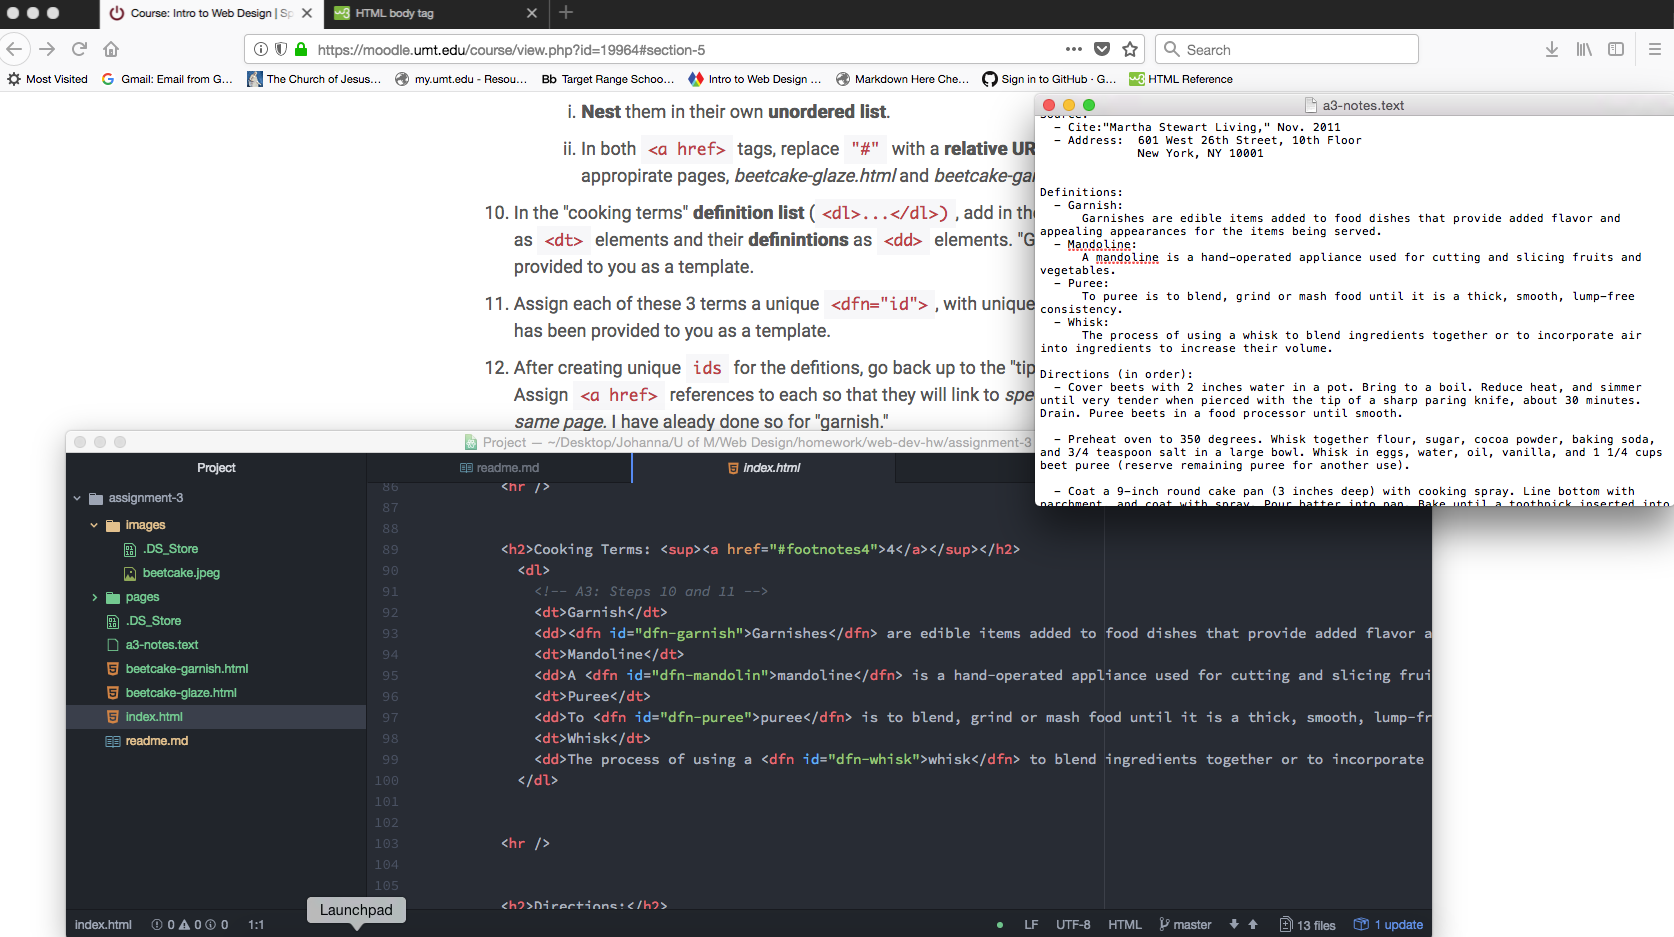 Course: Intro to Web Design | Sp
HTML body tag
https://moodle.umt.edu/course/view.php?id=19964#section-5
Search
Most Visited
Gmail: Email from G...
The Church of Jesus...
my.umt.edu - Resou...
Bb Target Range Schoo...
Intro to Web Design ...
Markdown Here Che...
Sign in to GitHub · G...
HTML Reference
i. Nest them in their own unordered list.
ii. In both <a href> tags, replace "#" with a relative UR
appropirate pages, beetcake-glaze.html and beetcake-gar
10. In the "cooking terms" definition list ( <dl>...</dl>) , add in the
as <dt> elements and their definintions as <dd> elements. "G
provided to you as a template.
11. Assign each of these 3 terms a unique <dfn="id"> , with unique
has been provided to you as a template.
12. After creating unique ids for the defitions, go back up to the "tip
Assign <a href> references to each so that they will link to spe
same page. I have aleady done so for "garnish."
a3-notes.text
Source:
- Cite:"Martha Stewart Living," Nov. 2011
- Address: 601 West 26th Street, 10th Floor
New York, NY 10001
Definitions:
- Garnish:
Garnishes are edible items added to food dishes that provide added flavor and
appealing appearances for the items being served.
- Mandoline:
A mandoline is a hand-operated appliance used for cutting and slicing fruits and
vegetables.
- Puree:
To puree is to blend, grind or mash food until it is a thick, smooth, lump-free
consistency.
- Whisk:
The process of using a whisk to blend ingredients together or to incorporate air
into ingredients to increase their volume.
Directions (in order):
- Cover beets with 2 inches water in a pot. Bring to a boil. Reduce heat, and simmer
until very tender when pierced with the tip of a sharp paring knife, about 30 minutes.
Drain. Puree beets in a food processor until smooth.
- Preheat oven to 350 degrees. Whisk together flour, sugar, cocoa powder, baking soda,
and 3/4 teaspoon salt in a large bowl. Whisk in eggs, water, oil, vanilla, and 1 1/4 cups
beet puree (reserve remaining puree for another use).
- Coat a 9-inch round cake pan (3 inches deep) with cooking spray. Line bottom with
parchment, and coat with spray. Pour batter into pan. Bake until a toothpick inserted into
Project — ~/Desktop/Johanna/U of M/Web Design/homework/web-dev-hw/assignment-3
Project
readme.md
index.html
assignment-3
images
.DS_Store
beetcake.jpeg
pages
.DS_Store
a3-notes.text
beetcake-garnish.html
beetcake-glaze.html
index.html
readme.md
86 <hr />
87
88
89 <h2>Cooking Terms: <sup><a href="#footnotes4">4</a></sup></h2>
90 <dl>
91 <!-- A3: Steps 10 and 11 -->
92 <dt>Garnish</dt>
93 <dd><dfn id="dfn-garnish">Garnishes</dfn> are edible items added to food dishes that provide added flavor a
94 <dt>Mandoline</dt>
95 <dd>A <dfn id="dfn-mandolin">mandoline</dfn> is a hand-operated appliance used for cutting and slicing frui
96 <dt>Puree</dt>
97 <dd>To <dfn id="dfn-puree">puree</dfn> is to blend, grind or mash food until it is a thick, smooth, lump-fr
98 <dt>Whisk</dt>
99 <dd>The process of using a <dfn id="dfn-whisk">whisk</dfn> to blend ingredients together or to incorporate
100 </dl>
101
102
103 <hr />
104
105
<h2>Directions:</h2>
Launchpad
index.html 0 0 0 1:1
LF UTF-8 HTML master 13 files 1 update